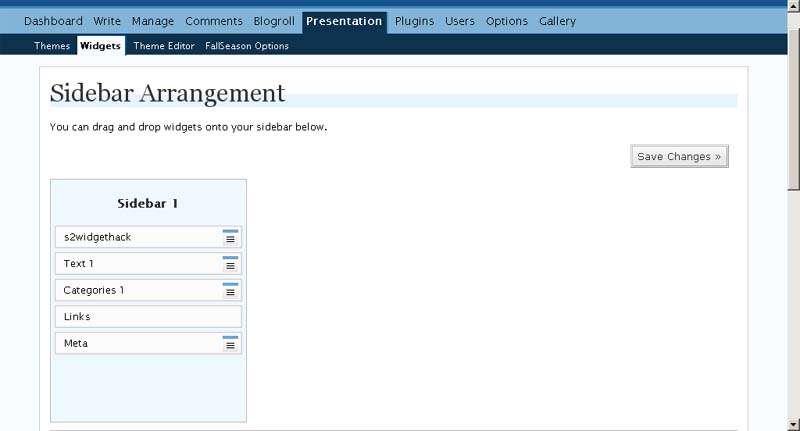 Dashboard Write Manage Comments Blogroll Presentation Plugins Users Options Gallery
Themes Widgets Theme Editor FallSeason Options
Sidebar Arrangement
You can drag and drop widgets onto your sidebar below.
Save Changes »
Sidebar 1
s2widgethack
Text 1
Categories 1
Links
Meta